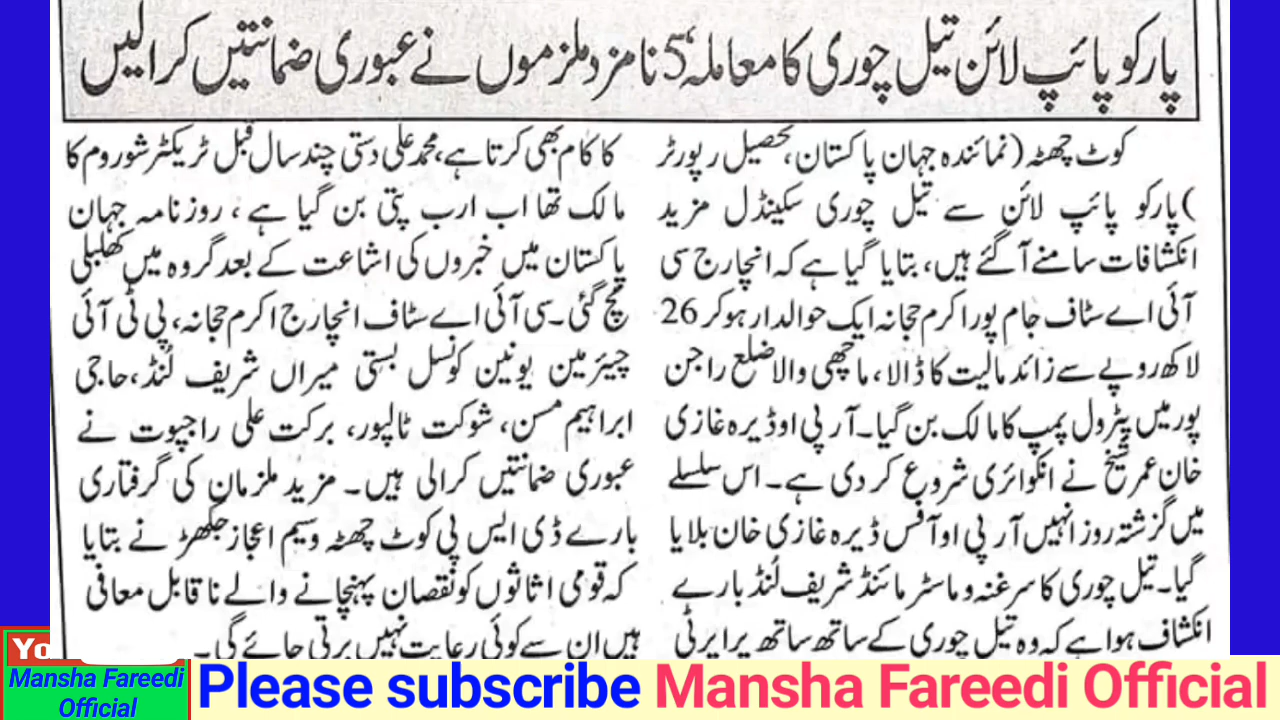 پارکو پائپ لائن تیل چوری کا معاملہ، 5 نامزد ملزموں نے عبوری ضمانتیں کرالیں
کوٹ چھٹہ (نمائندہ جہان پاکستان، تحصیل رپورٹر
) پارکو پائپ لائن سے تیل چوری سکینڈل مزید
انکشافات سامنے آگئے ہیں، بتایا گیا ہے کہ انچارج سی
آئی اے سٹاف جام پور اکرم حجانہ ایک حوالدار ہوکر 26
لاکھ روپے سے زائد مالیت کا ڈالا، ماچھی والا ضلع راجن
پور میں پٹرول پمپ کا مالک بن گیا۔ آر پی او ڈیرہ غازی
خان عمر شیخ نے انکوائری شروع کر دی ہے۔ اس سلسلے
میں گزشتہ روز انہیں آر پی او آفس ڈیرہ غازی خان بلایا
گیا۔ تیل چوری کا سرغنہ و ماسٹر مائنڈ شریف لُنڈ بارے
انکشاف ہوا ہے کہ وہ تیل چوری کے ساتھ ساتھ پراپرٹی
کا کام بھی کرتا ہے، محمد علی دستی چند سال قبل ٹریکٹر شوروم کا
مالک تھا اب ارب پتی بن گیا ہے، روزنامہ جہان
پاکستان میں خبروں کی اشاعت کے بعد گروہ میں کھلبلی
مچ گئی۔ سی آئی اے سٹاف انچارج اکرم حجانہ، پی ٹی آئی
چیئرمین یونین کونسل بستی میراں شریف لُنڈ، حاجی
ابراہیم مسن، شوکت ٹالپور، برکت علی راجپوت نے
عبوری ضمانتیں کرالی ہیں۔ مزید ملزمان کی گرفتاری
بارے ڈی ایس پی کوٹ چھٹہ وسیم اعجاز جکھڑ نے بتایا
کہ قومی اثاثوں کو نقصان پہنچانے والے ناقابل معافی
ہیں ان سے کوئی رعایت نہیں برتی جائے گی۔
Yo
Mansha Fareedi
Official
Please subscribe Mansha Fareedi Official